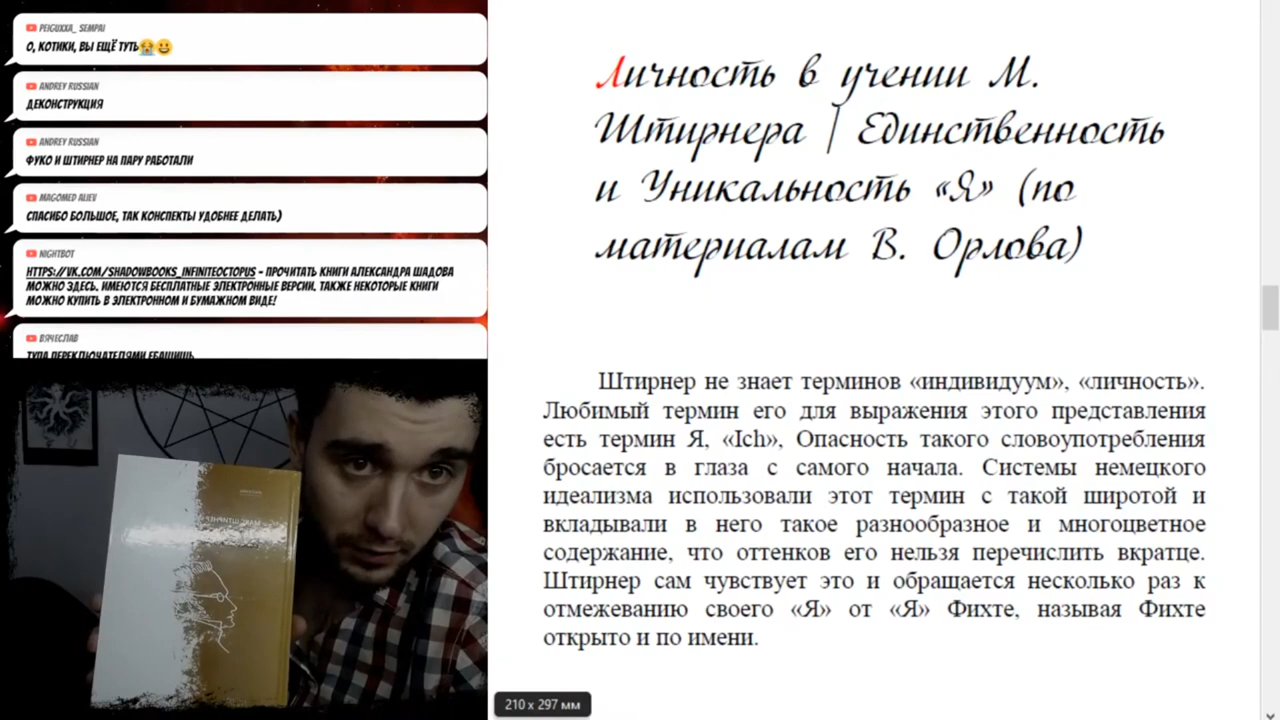 PEIGUXXA_ SEMPAI
О, КОТИКИ, ВЫ ЕЩЁ ТУТЬ😭😀
ANDREY RUSSIAN
ДЕКОНСТРУКЦИЯ
ANDREY RUSSIAN
ФУКО И ШТИРНЕР НА ПАРУ РАБОТАЛИ
MAGOMED ALIEV
СПАСИБО БОЛЬШОЕ, ТАК КОНСПЕКТЫ УДОБНЕЕ ДЕЛАТЬ)
NIGHTBOT
HTTPS://VK.COM/SHADOWBOOKS_INFINITEOCTOPUS - ПРОЧИТАТЬ КНИГИ АЛЕКСАНДРА ШАДОВА
МОЖНО ЗДЕСЬ. ИМЕЮТСЯ БЕСПЛАТНЫЕ ЭЛЕКТРОННЫЕ ВЕРСИИ. ТАКЖЕ НЕКОТОРЫЕ КНИГИ
МОЖНО КУПИТЬ В ЭЛЕКТРОННОМ И БУМАЖНОМ ВИДЕ!
ВЯЧЕСЛАВ
ТУПА ПЕРЕКЛЮЧАТЕЛЯМИ ЕБАШИШЬ
Личность в учении М.
Штирнера | Единственность
и Уникальность «Я» (по
материалам В. Орлова)
Штирнер не знает терминов «индивидуум», «личность».
Любимый термин его для выражения этого представления
есть термин Я, «Ich», Опасность такого словоупотребления
бросается в глаза с самого начала. Системы немецкого
идеализма использовали этот термин с такой широтой и
вкладывали в него такое разнообразное и многоцветное
содержание, что оттенков его нельзя перечислить вкратце.
Штирнер сам чувствует это и обращается несколько раз к
отмежеванию своего «Я» от «Я» Фихте, называя Фихте
открыто и по имени.
210 x 297 мм